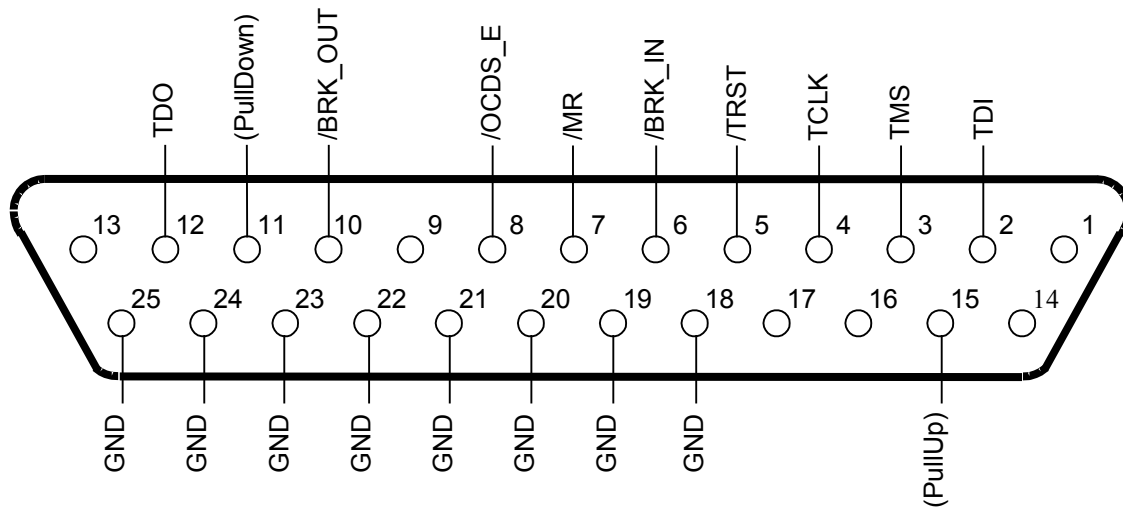 TDO
(PullDown)
/BRK_OUT
/OCDS_E
/MR
/BRK_IN
/TRST
TCLK
TMS
TDI
13
12
11
10
9
8
7
6
5
4
3
2
1
25
24
23
22
21
20
19
18
17
16
15
14
GND
GND
GND
GND
GND
GND
GND
GND
(PullUp)